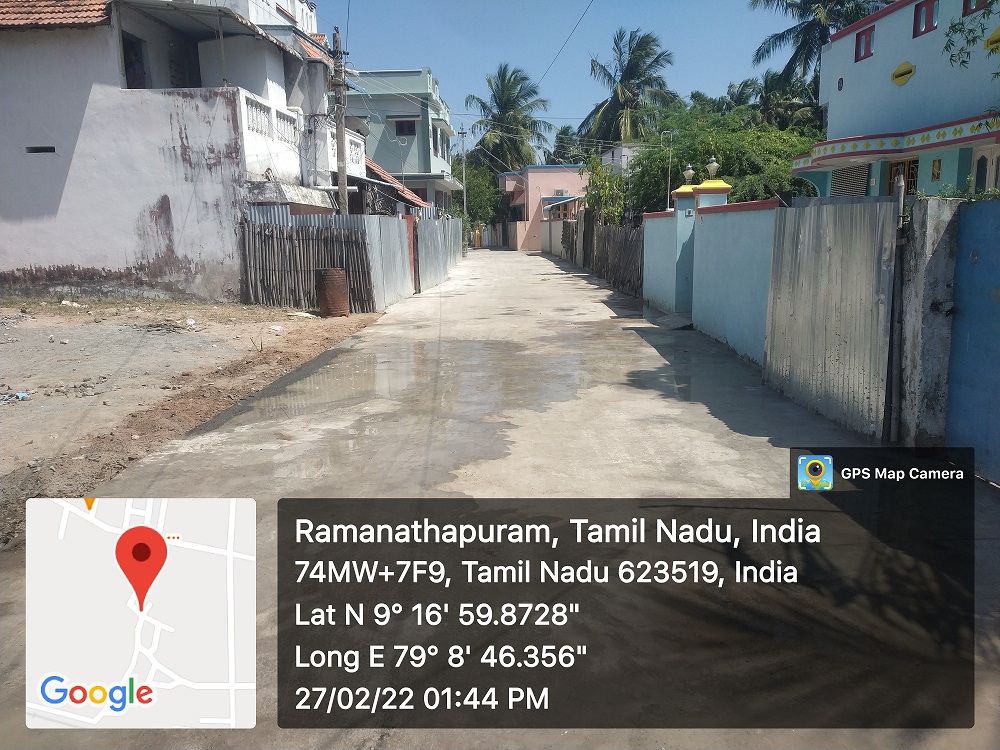 GPS Map Camera
Ramanathapuram, Tamil Nadu, India
74MW+7F9, Tamil Nadu 623519, India
Lat N 9° 16' 59.8728"
Long E 79° 8' 46.356"
27/02/22 01:44 PM
Google